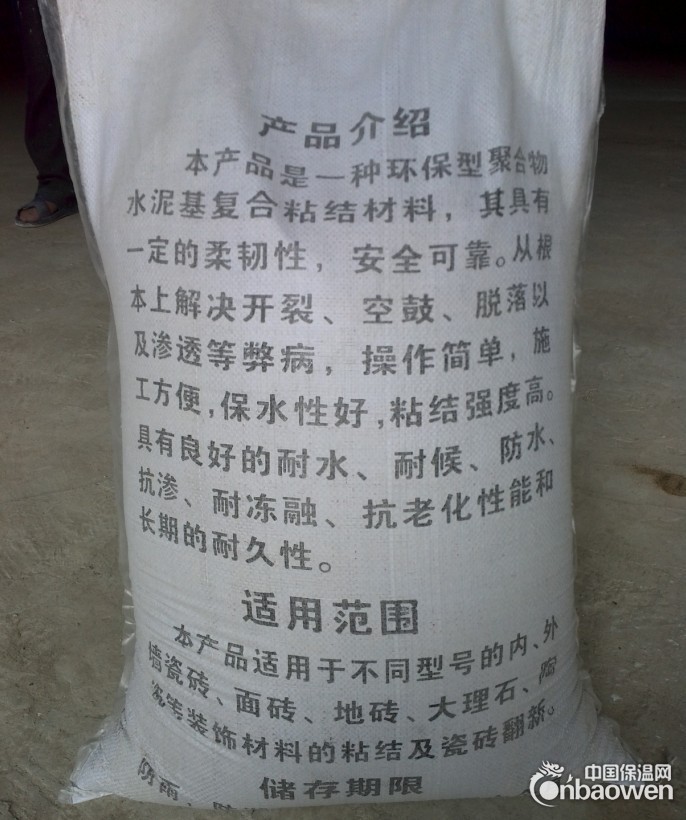 产品介绍
本产品是一种环保型聚合物
水泥基复合粘结材料，其具有
一定的柔韧性，安全可靠。从根
本上解决开裂、空鼓、脱落以
及渗透等弊病，操作简单，施
工方便，保水性好，粘结强度高。
具有良好的耐水、耐候、防水、
抗渗、耐冻融、抗老化性能和
长期的耐久性。
适用范围
本产品适用于不同型号的内、外
墙瓷砖、面砖、地砖、大理石、陶
瓷等装饰材料的粘结及瓷砖翻新。
储存期限
防雨、防
中国保温网
cnbaowen